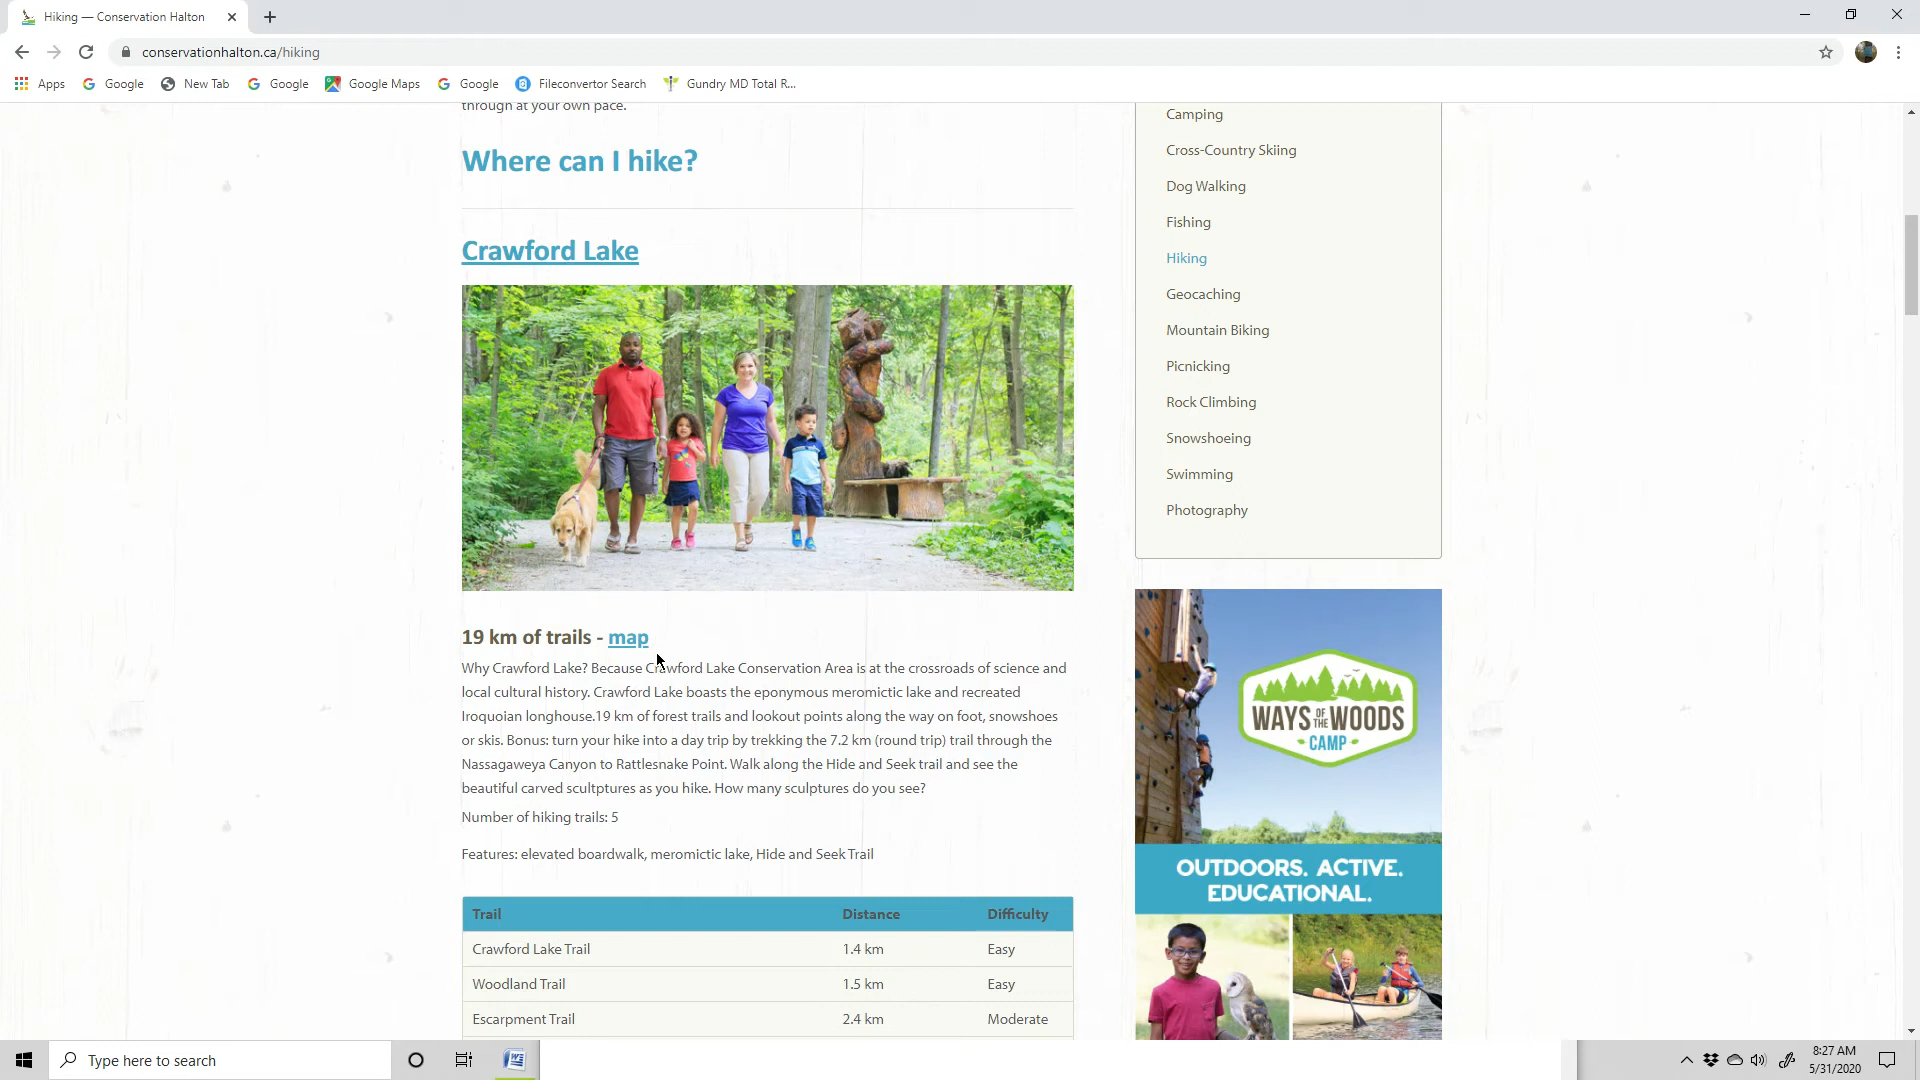 Hiking — Conservation Halton
conservationhalton.ca/hiking
Apps Google New Tab Google Google Maps Google Fileconvertor Search Gundry MD Total R...
through at your own pace.
Where can I hike?
Crawford Lake
19 km of trails - map
Why Crawford Lake? Because Crawford Lake Conservation Area is at the crossroads of science and
local cultural history. Crawford Lake boasts the eponymous meromictic lake and recreated
Iroquoian longhouse.19 km of forest trails and lookout points along the way on foot, snowshoes
or skis. Bonus: turn your hike into a day trip by trekking the 7.2 km (round trip) trail through the
Nassagaweya Canyon to Rattlesnake Point. Walk along the Hide and Seek trail and see the
beautiful carved scultptures as you hike. How many sculptures do you see?
Number of hiking trails: 5
Features: elevated boardwalk, meromictic lake, Hide and Seek Trail
Trail Distance Difficulty
Crawford Lake Trail 1.4 km Easy
Woodland Trail 1.5 km Easy
Escarpment Trail 2.4 km Moderate
Camping
Cross-Country Skiing
Dog Walking
Fishing
Hiking
Geocaching
Mountain Biking
Picnicking
Rock Climbing
Snowshoeing
Swimming
Photography
WAYS OF THE WOODS
CAMP
OUTDOORS. ACTIVE.
EDUCATIONAL.
Type here to search
8:27 AM
5/31/2020